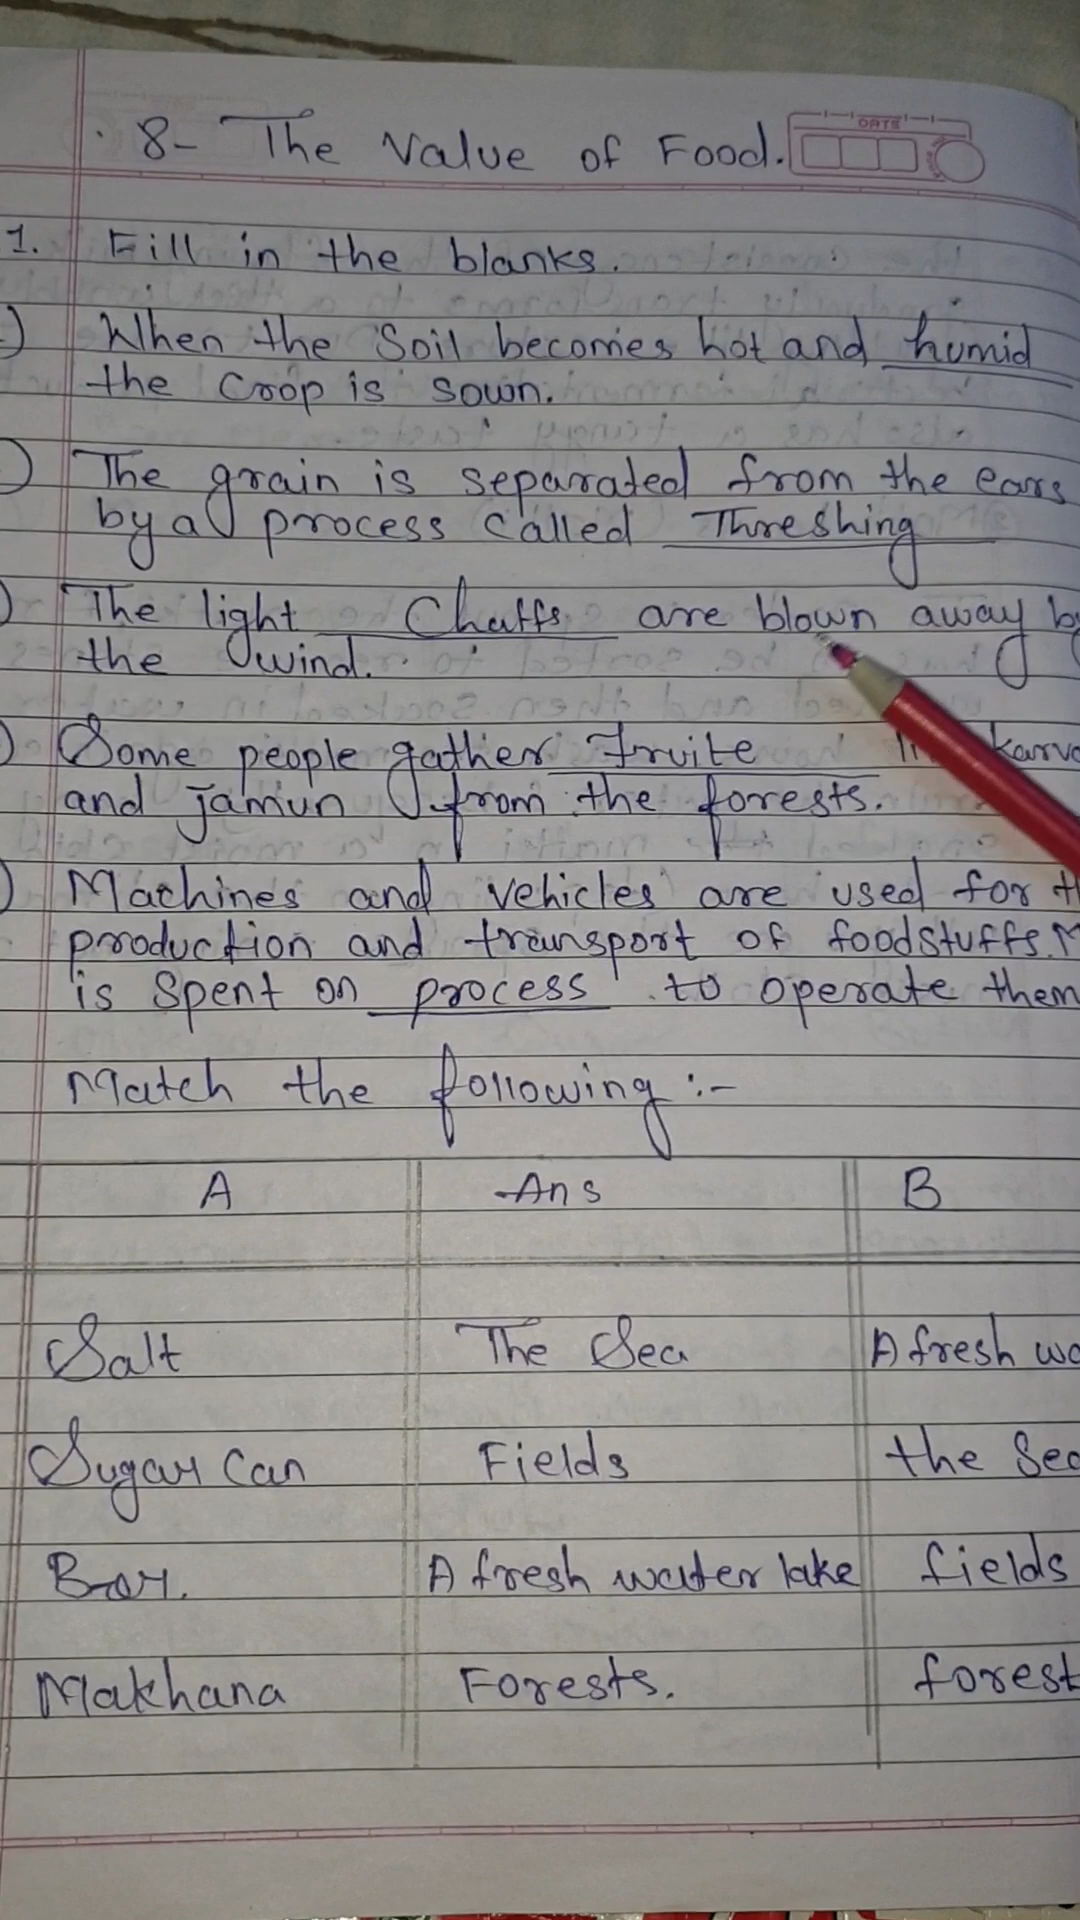 8- The Value of Food.
DATE
1. Fill in the blanks.
When the Soil becomes hot and humid
the crop is sown.
The grain is separated from the ears
by a process called Threshing
The light Chaffs are blown away by
the wind.
Some people gather Fruite
and jamun from the forests.
Machines and vehicles are used for
production and transport of foodstuffs.
is spent on process to operate them
Match the following :-
A Ans B
Salt The Sea A fresh
Sugar Can Fields the Sea
Ber. A fresh water lake fields
Makhana Forests. forest